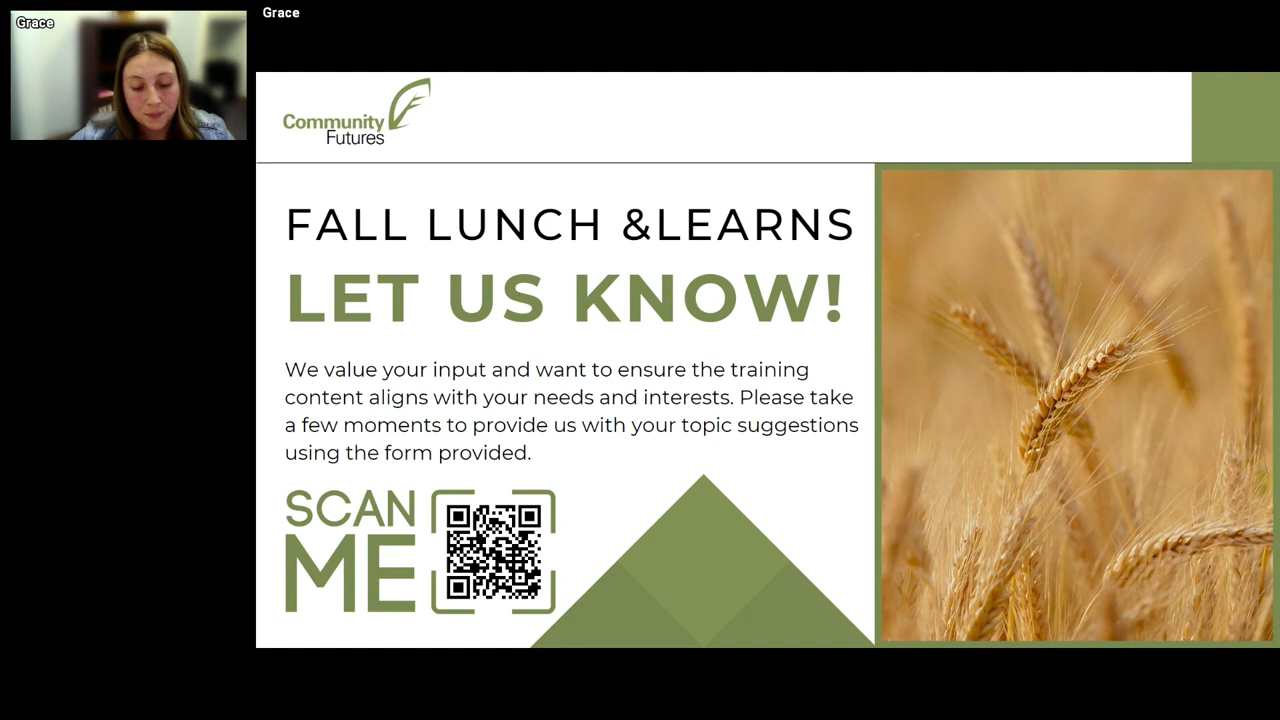 Grace
Grace
Community
Futures
FALL LUNCH &LEARNS
LET US KNOW!
We value your input and want to ensure the training
content aligns with your needs and interests. Please take
a few moments to provide us with your topic suggestions
using the form provided.
SCAN
ME